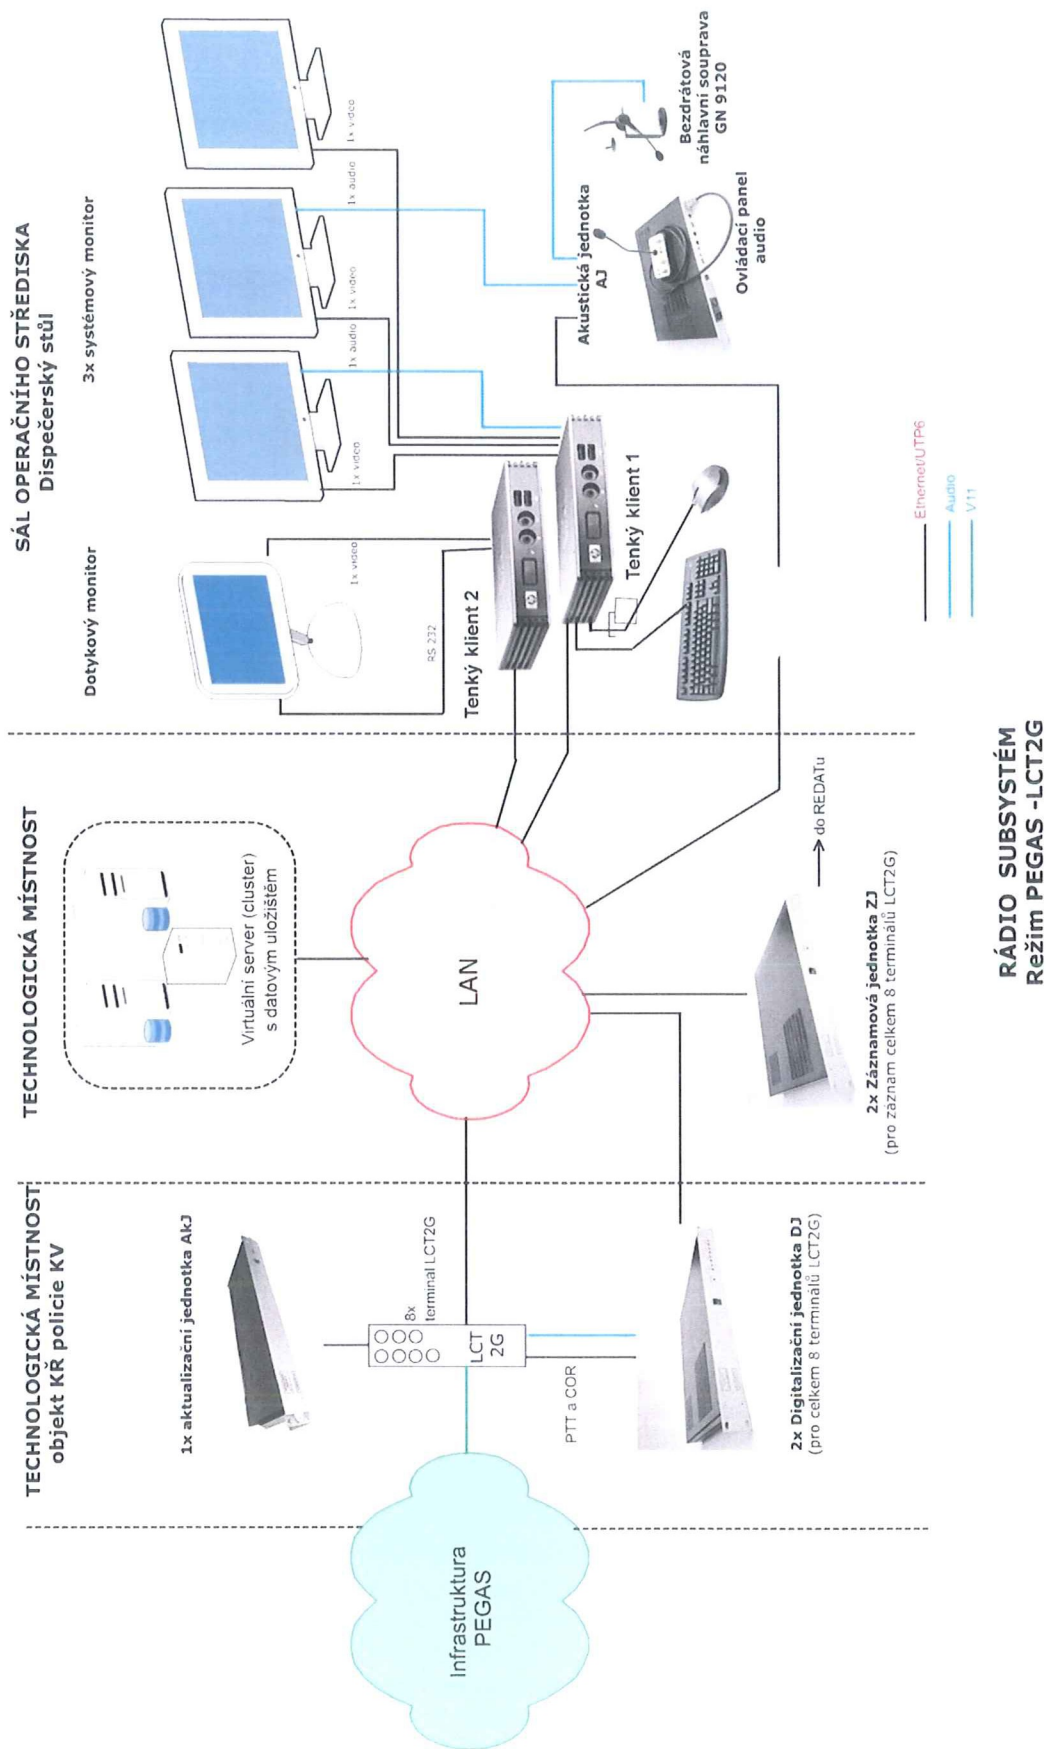 TECHNOLOGICKÁ MÍSTNOST
objekt KŘ policie KV
TECHNOLOGICKÁ MÍSTNOST
SÁL OPERAČNÍHO STŘEDISKA
Dispečerský stůl
1x aktualizační jednotka AkJ
8x
terminal LCT2G
LCT
2G
PTT a COR
Infrastruktura
PEGAS
2x Digitalizační jednotka DJ
(pro celkem 8 terminálů LCT2G)
Virtuální server (cluster)
s datovým uložištěm
LAN
do REDATu
2x Záznamová jednotka ZJ
(pro záznam celkem 8 terminálů LCT2G)
Dotykový monitor
3x systémový monitor
1x video
RS 232
1x video
1x audio
1x video
1x audio
1x video
Tenký klient 2
Tenký klient 1
Akustická jednotka
AJ
Ovládací panel
audio
Bezdrátová
náhlavní souprava
GN 9120
Ethernet/UTP6
Audio
V11
RÁDIO SUBSYSTÉM
Režim PEGAS -LCT2G